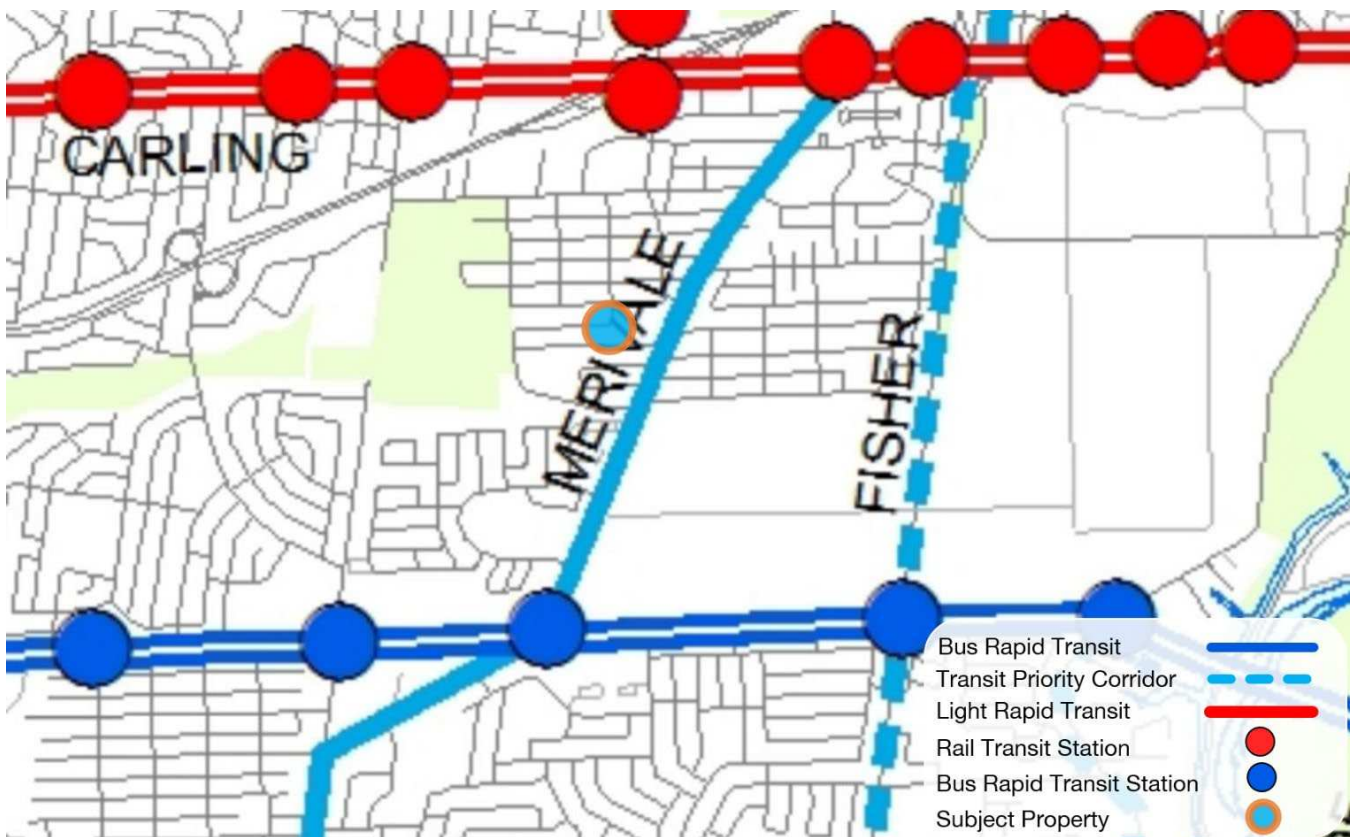 CARLING
MERIVALE
FISHER
Bus Rapid Transit
Transit Priority Corridor
Light Rapid Transit
Rail Transit Station
Bus Rapid Transit Station
Subject Property